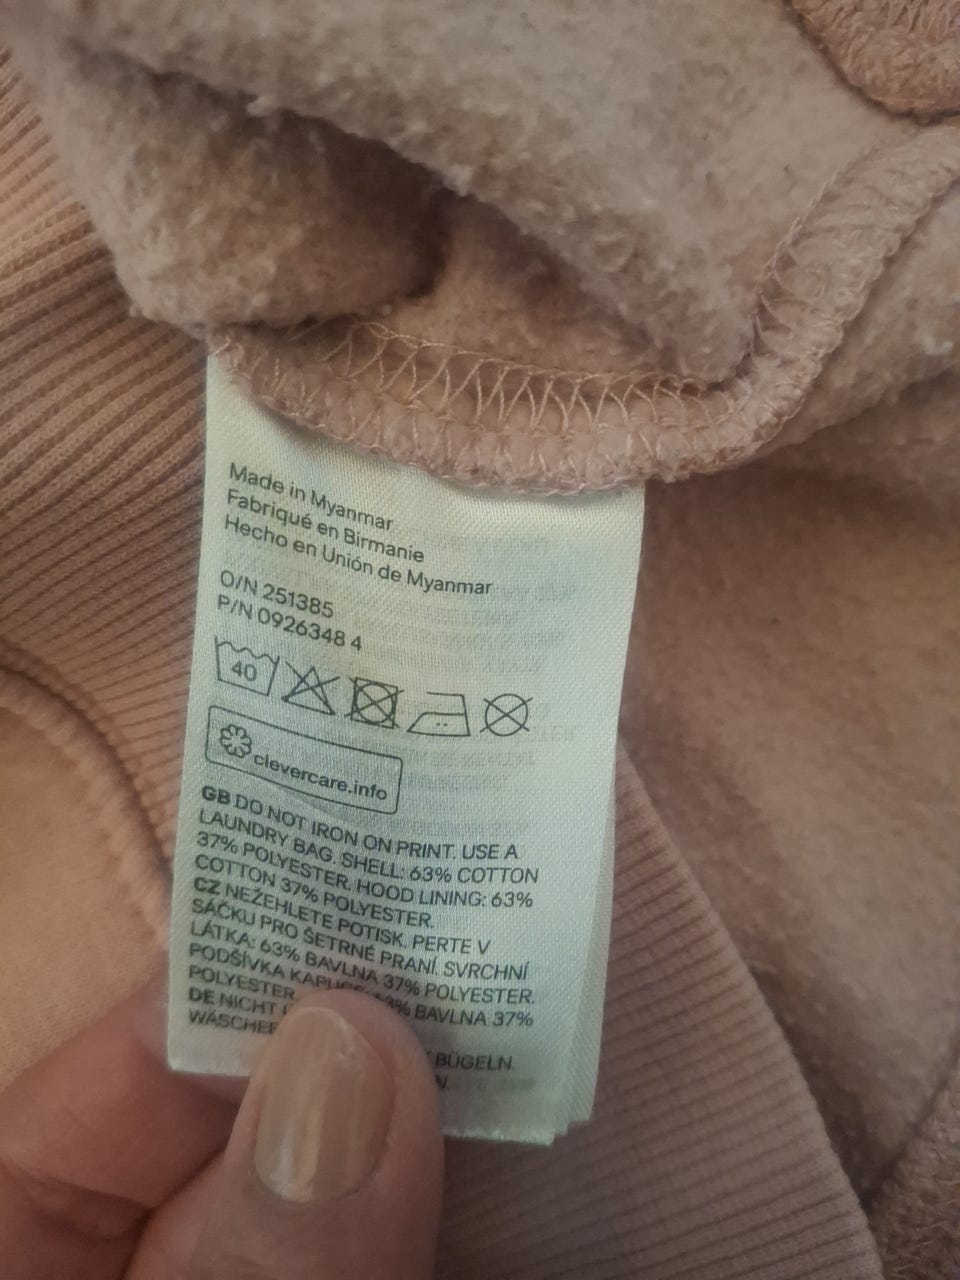 Made in Myanmar
Fabriqué en Birmanie
Hecho en Unión de Myanmar
O/N 251385
P/N 0926348 4
40
clevercare.info
GB DO NOT IRON ON PRINT. USE A
LAUNDRY BAG. SHELL: 63% COTTON
37% POLYESTER. HOOD LINING: 63%
COTTON 37% POLYESTER.
CZ NEŽEHLETE POTISK. PERTE V
SÁČKU PRO ŠETRNÉ PRANÍ. SVRCHNÍ
LÁTKA: 63% BAVLNA 37% POLYESTER.
PODŠÍVKA BAVLNA 37%
POLYESTER.
DE NICHT BÜGELN.